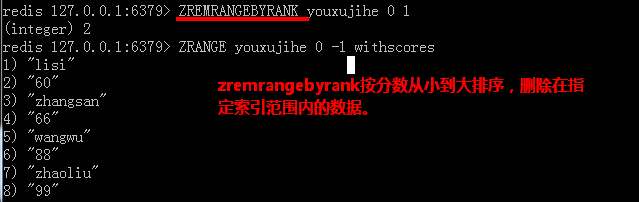 redis 127.0.0.1:6379> ZREMRANGEBYRANK youxujihe 0 1
(integer) 2
redis 127.0.0.1:6379> ZRANGE youxujihe 0 -1 withscores
1) "lisi"
2) "60"
3) "zhangsan"
4) "66"
5) "wangwu"
6) "88"
7) "zhaoliu"
8) "99"
zremrangebyrank按分数从小到大排序，删除在指
定索引范围内的数据。